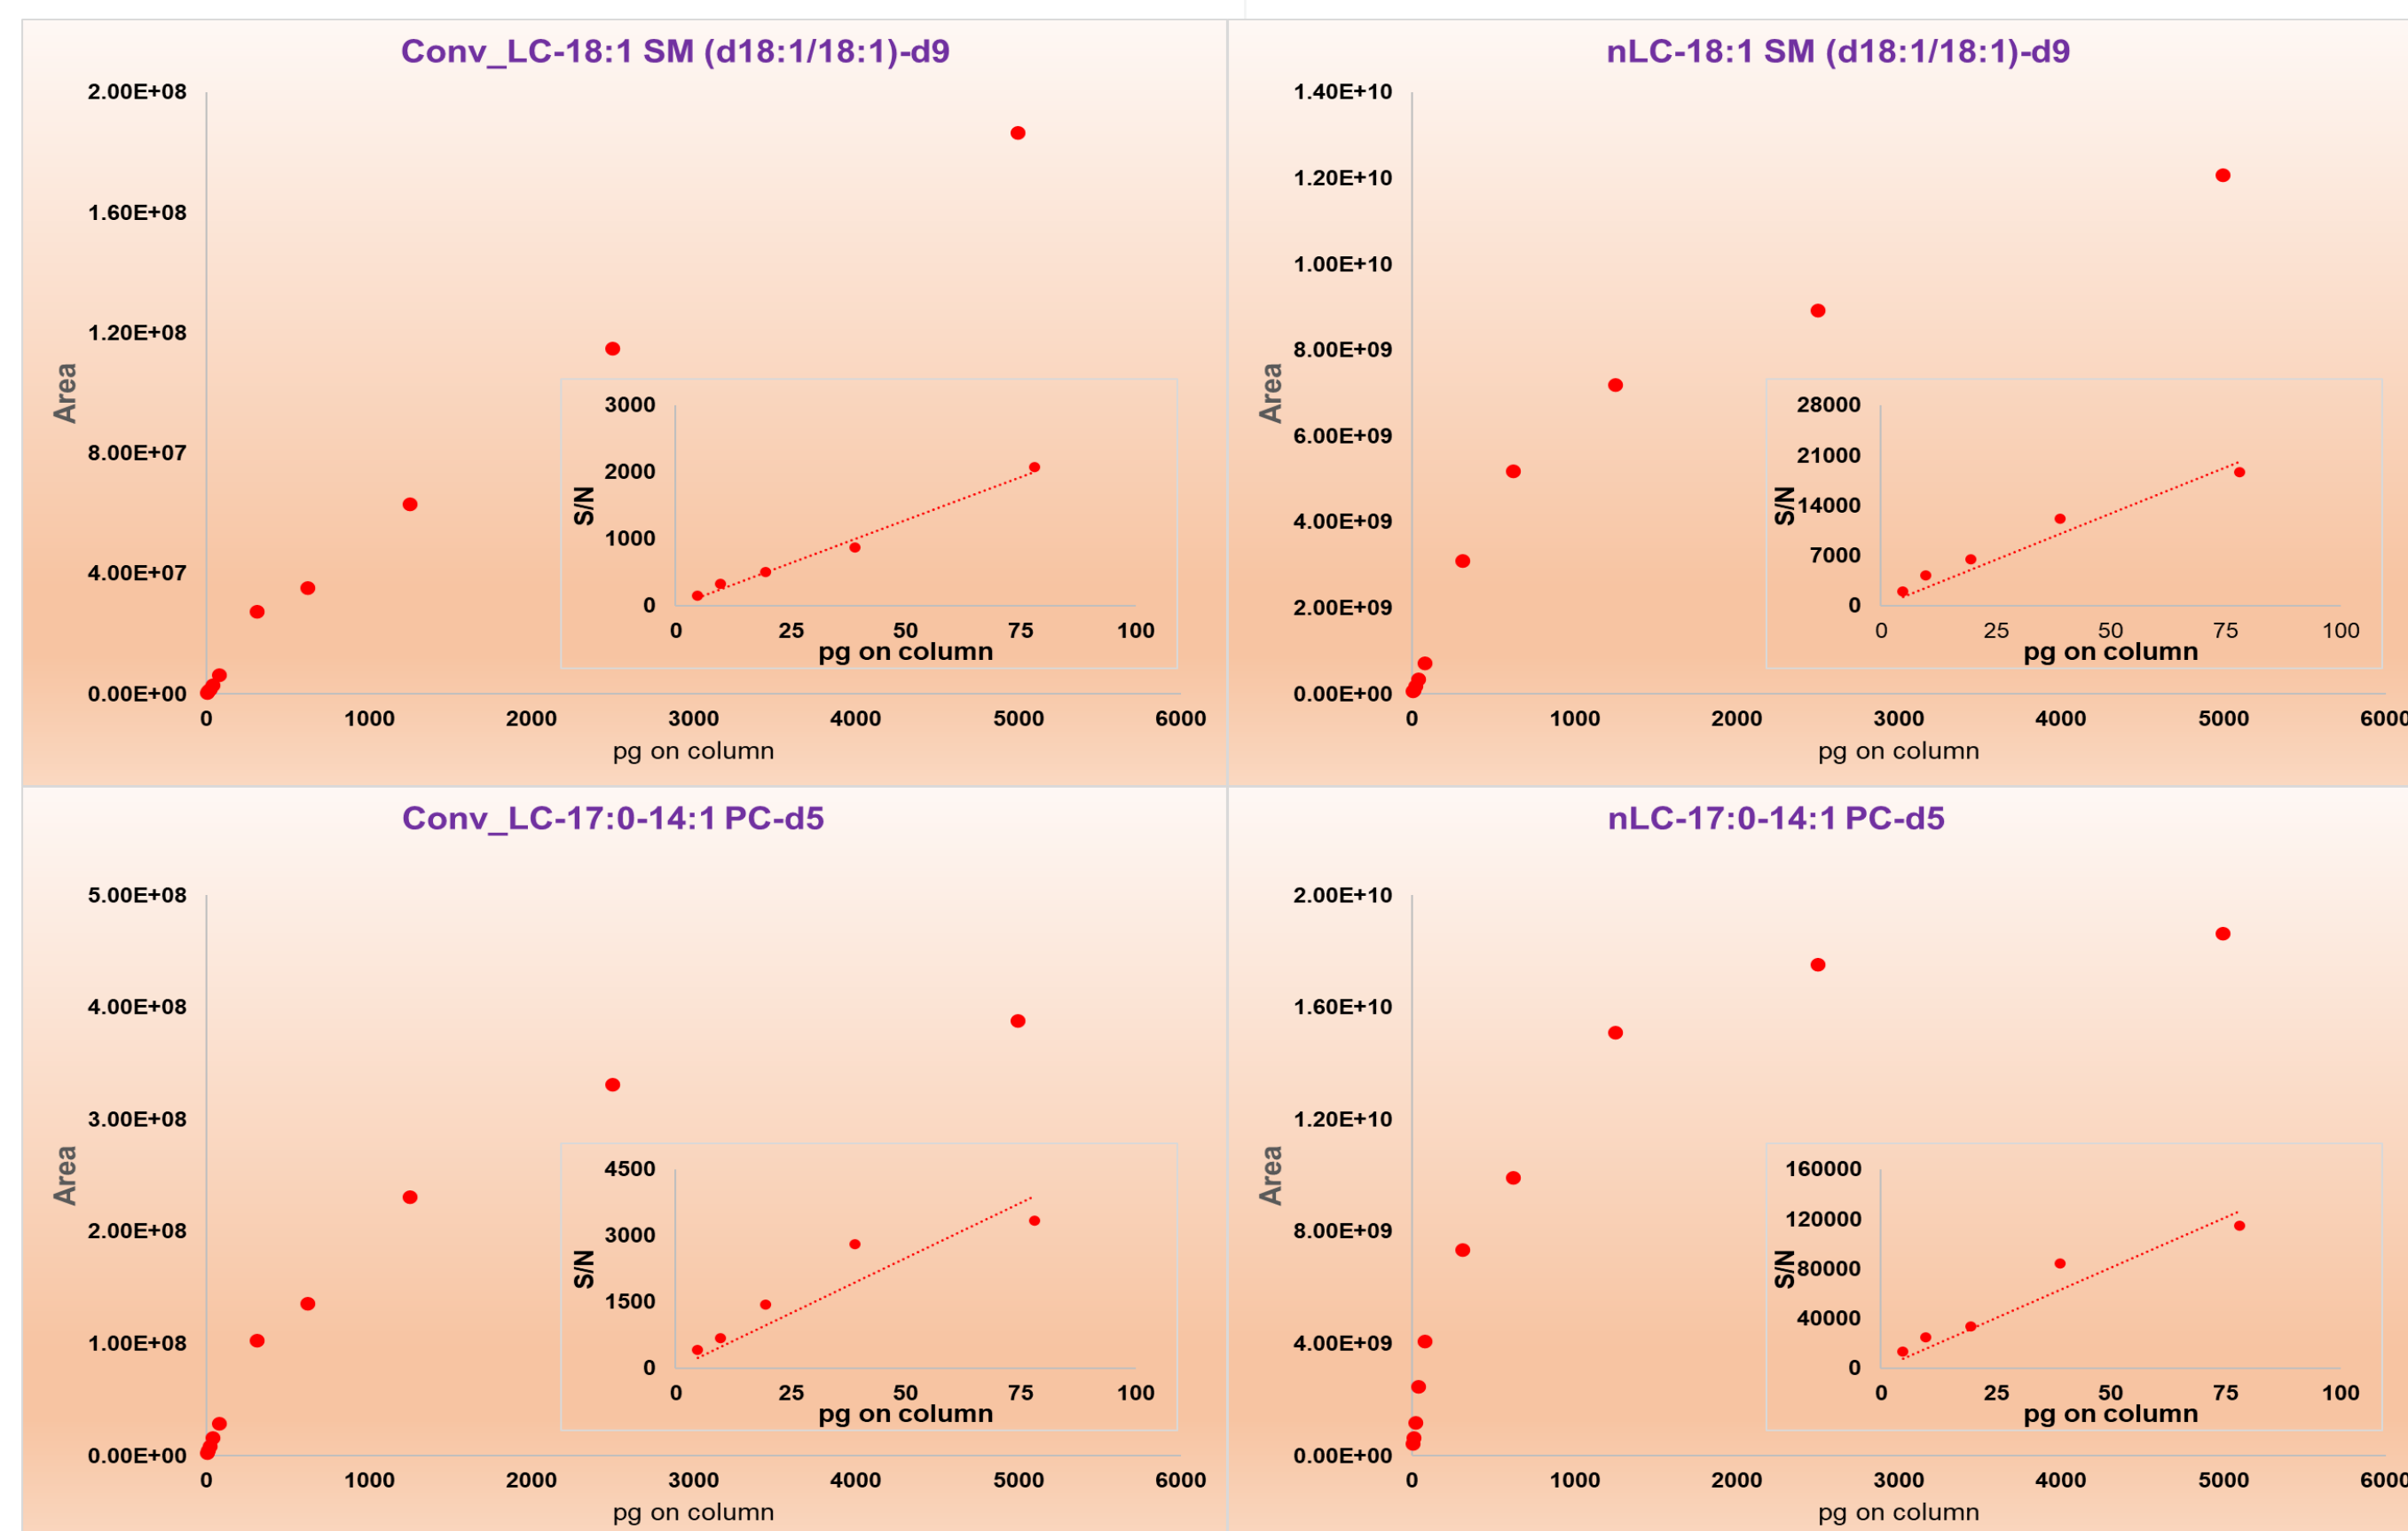 Conv_LC-18:1 SM (d18:1/18:1)-d9
2.00E+08
1.60E+08
1.20E+08
8.00E+07
4.00E+07
0.00E+00
Area
0 1000 2000 3000 4000 5000 6000
pg on column
3000
2000
1000
0
S/N
0 25 50 75 100
pg on column
nLC-18:1 SM (d18:1/18:1)-d9
1.40E+10
1.20E+10
1.00E+10
8.00E+09
6.00E+09
4.00E+09
2.00E+09
0.00E+00
Area
0 1000 2000 3000 4000 5000 6000
pg on column
28000
21000
14000
7000
0
S/N
0 25 50 75 100
pg on column
Conv_LC-17:0-14:1 PC-d5
5.00E+08
4.00E+08
3.00E+08
2.00E+08
1.00E+08
0.00E+00
Area
0 1000 2000 3000 4000 5000 6000
pg on column
4500
3000
1500
0
S/N
0 25 50 75 100
pg on column
nLC-17:0-14:1 PC-d5
2.00E+10
1.60E+10
1.20E+10
8.00E+09
4.00E+09
0.00E+00
Area
0 1000 2000 3000 4000 5000 6000
pg on column
160000
120000
80000
40000
0
S/N
0 25 50 75 100
pg on column